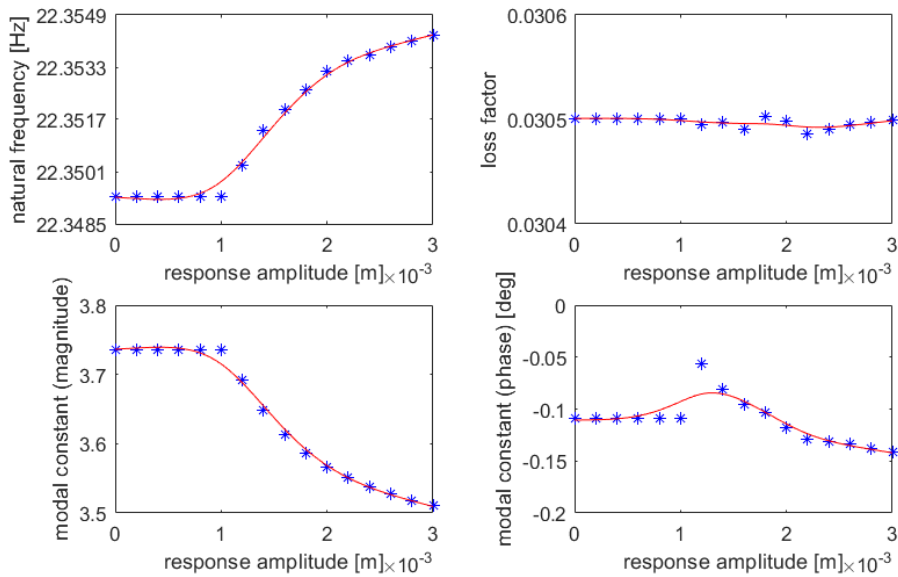 natural frequency [Hz]
22.3549
22.3533
22.3517
22.3501
22.3485
0 1 2 3
response amplitude [m] ×10-3
loss factor
0.0306
0.0305
0.0304
0 1 2 3
response amplitude [m] ×10-3
modal constant (magnitude)
3.8
3.7
3.6
3.5
0 1 2 3
response amplitude [m] ×10-3
modal constant (phase) [deg]
0
-0.05
-0.1
-0.15
-0.2
0 1 2 3
response amplitude [m] ×10-3